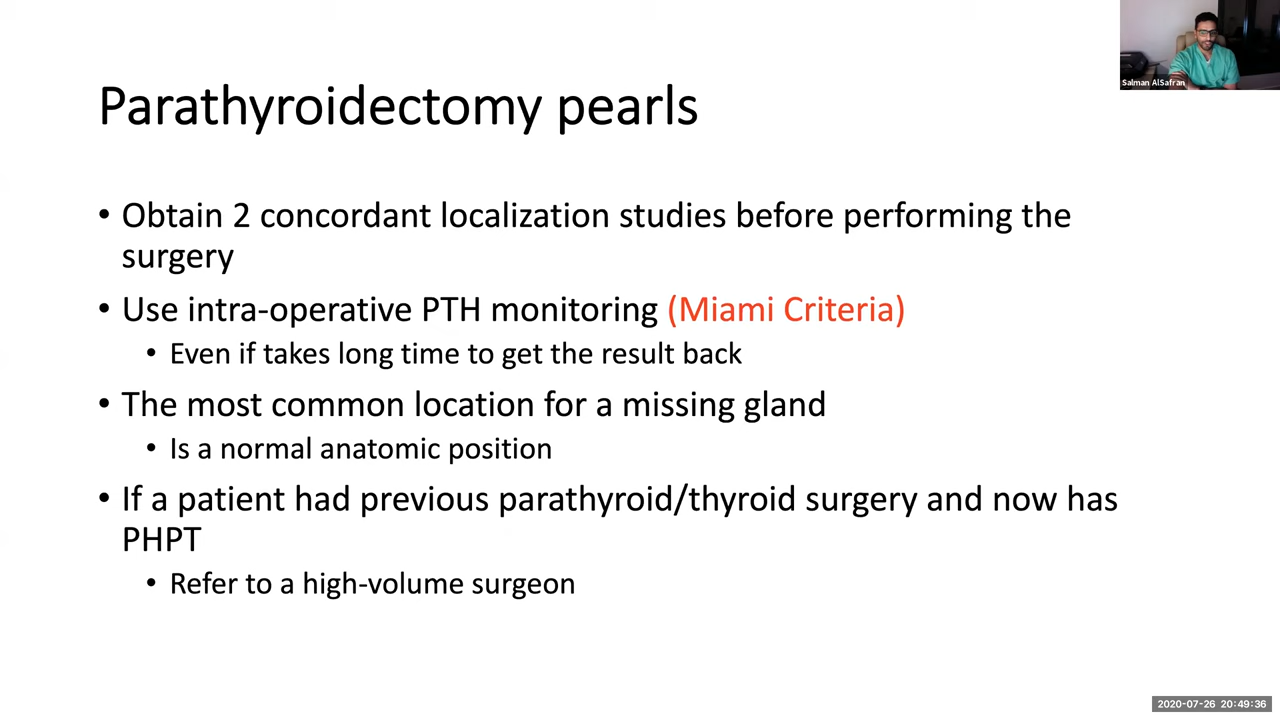 Salman AlSafran
Parathyroidectomy pearls
• Obtain 2 concordant localization studies before performing the
surgery
• Use intra-operative PTH monitoring (Miami Criteria)
• Even if takes long time to get the result back
• The most common location for a missing gland
• Is a normal anatomic position
• If a patient had previous parathyroid/thyroid surgery and now has
PHPT
• Refer to a high-volume surgeon
2020-07-26 20:49:36